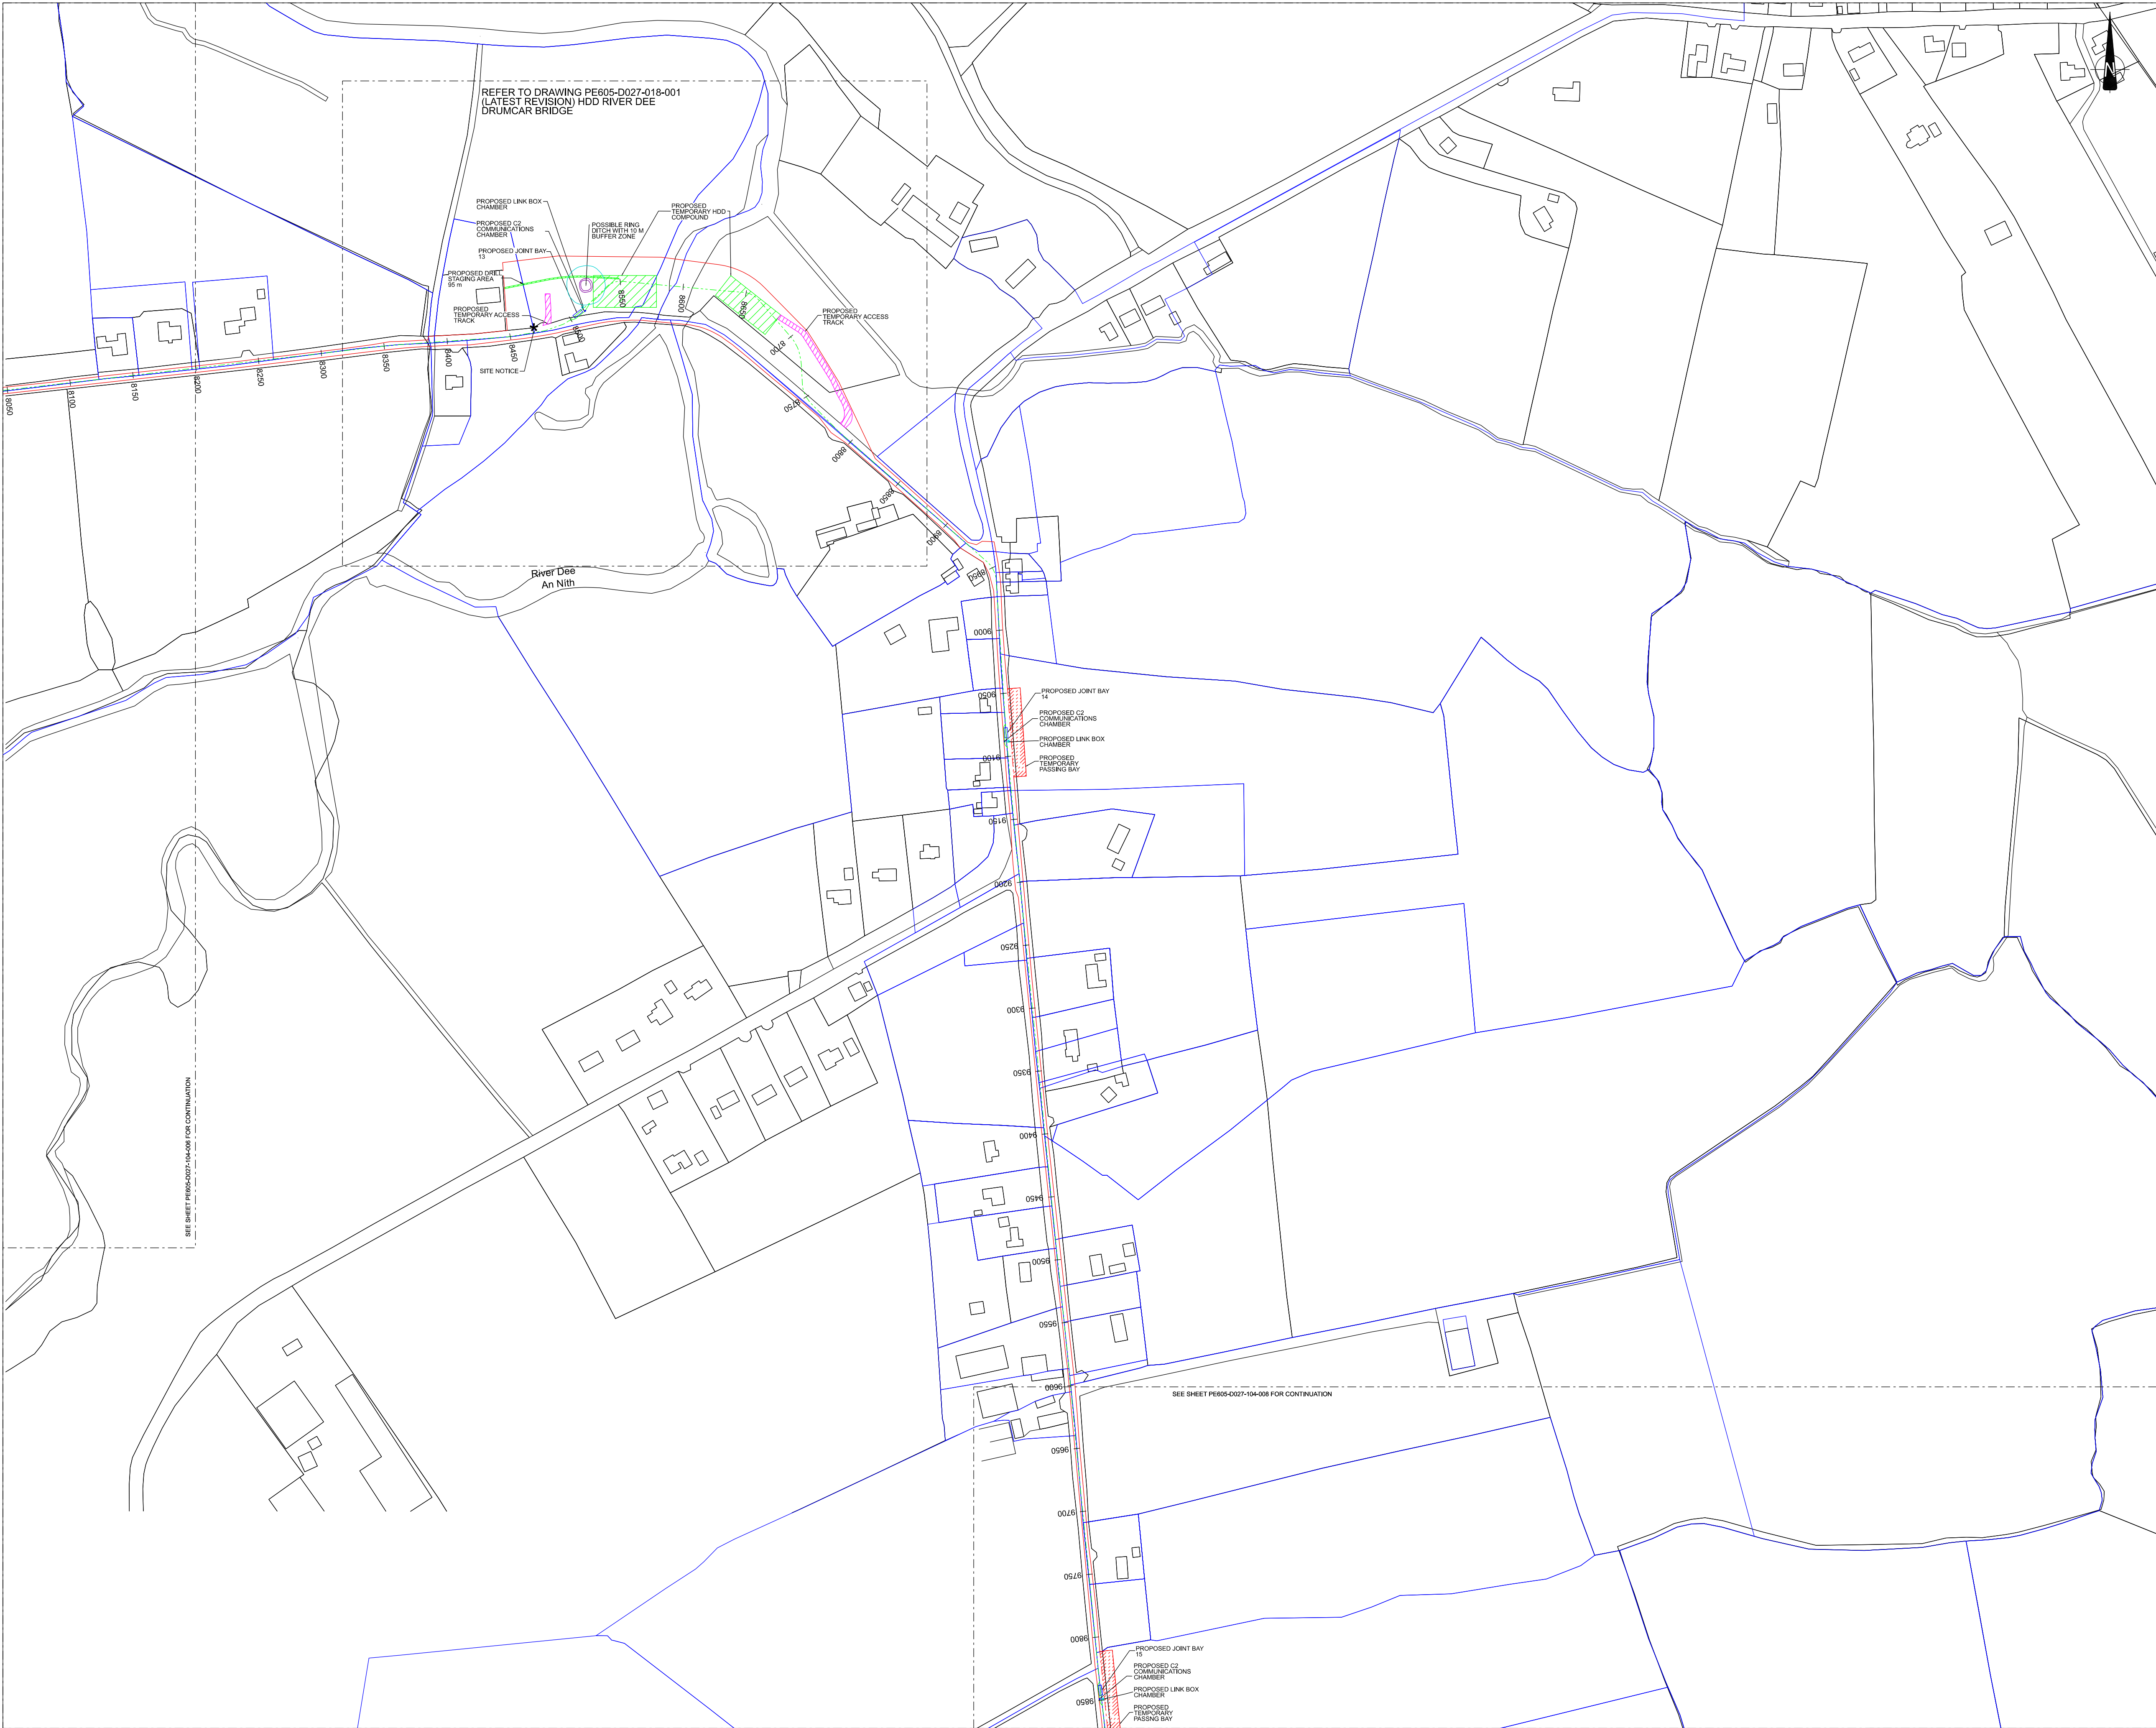 N
REFER TO DRAWING PE605-D027-018-001
(LATEST REVISION) HDD RIVER DEE
DRUMCAR BRIDGE
PROPOSED LINK BOX
CHAMBER
PROPOSED C2
COMMUNICATIONS
CHAMBER
PROPOSED JOINT BAY
13
PROPOSED DRILL
STAGING AREA
95 m
PROPOSED
TEMPORARY ACCESS
TRACK
SITE NOTICE
POSSIBLE RING
DITCH WITH 10 M
BUFFER ZONE
PROPOSED
TEMPORARY HDD
COMPOUND
PROPOSED
TEMPORARY ACCESS
TRACK
8050
8100
8150
8200
8250
8300
8350
8400
8450
8500
8550
8600
8650
8700
8750
8800
8850
8900
8950
River Dee
An Nith
9000
9050
PROPOSED JOINT BAY
14
PROPOSED C2
COMMUNICATIONS
CHAMBER
PROPOSED LINK BOX
CHAMBER
PROPOSED
TEMPORARY
PASSING BAY
9100
9150
9200
9250
9300
9350
9400
9450
9500
9550
9600
SEE SHEET PE605-D027-104-006 FOR CONTINUATION
SEE SHEET PE605-D027-104-008 FOR CONTINUATION
9650
9700
9750
9800
9850
PROPOSED JOINT BAY
15
PROPOSED C2
COMMUNICATIONS
CHAMBER
PROPOSED LINK BOX
CHAMBER
PROPOSED
TEMPORARY
PASSNG BAY